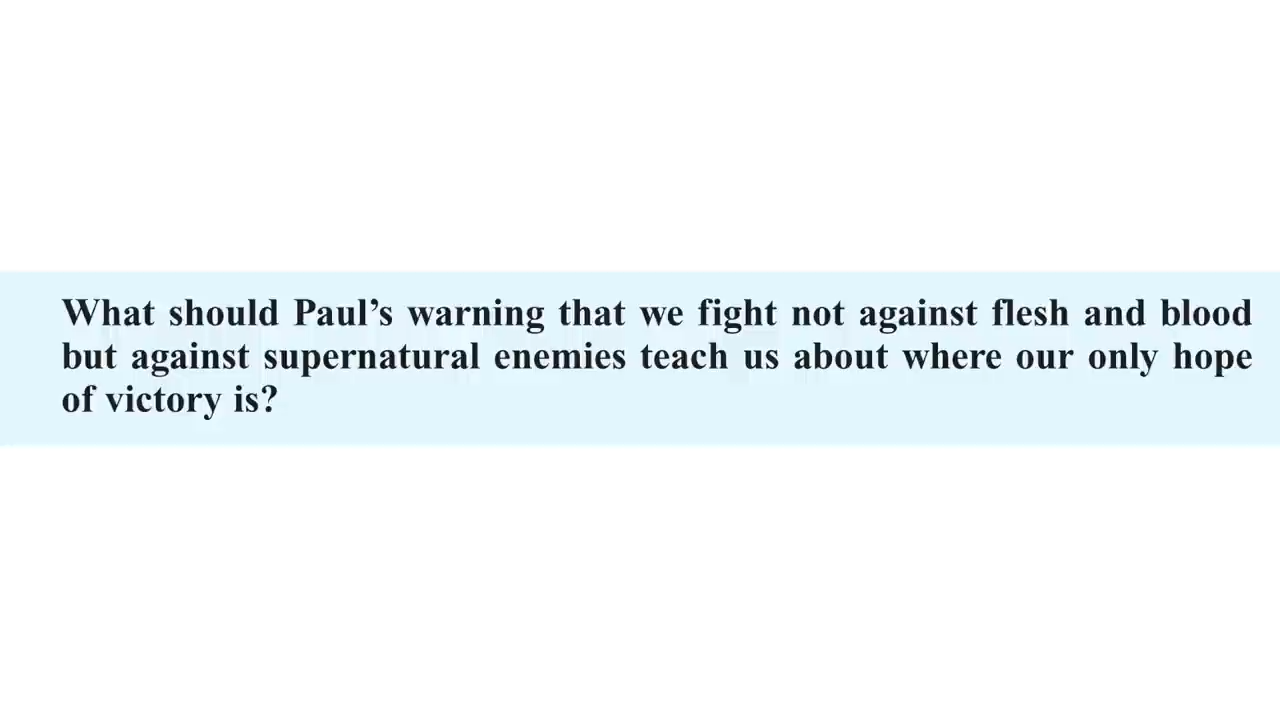 What should Paul’s warning that we fight not against flesh and blood
but against supernatural enemies teach us about where our only hope
of victory is?